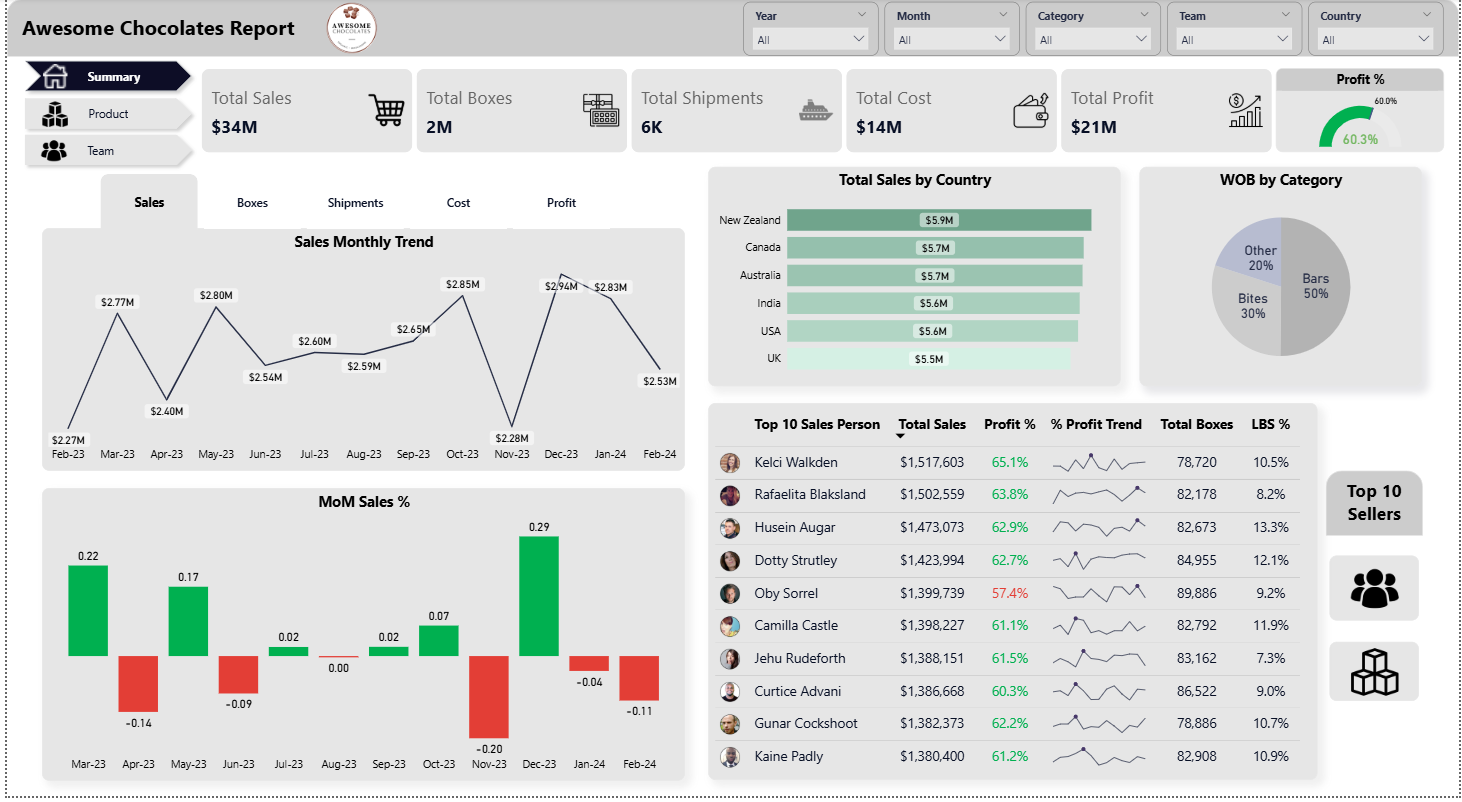 Awesome Chocolates Report
AWESOME
CHOCOLATES
Year
All
Month
All
Category
All
Team
All
Country
All
Summary
Product
Team
Total Sales
$34M
Total Boxes
2M
Total Shipments
6K
Total Cost
$14M
Total Profit
$21M
Profit %
60.0%
60.3%
Sales Boxes Shipments Cost Profit
Sales Monthly Trend
$2.27M
$2.77M
$2.40M
$2.80M
$2.54M
$2.60M
$2.59M
$2.65M
$2.85M
$2.28M
$2.94M
$2.83M
$2.53M
Feb-23 Mar-23 Apr-23 May-23 Jun-23 Jul-23 Aug-23 Sep-23 Oct-23 Nov-23 Dec-23 Jan-24 Feb-24
MoM Sales %
0.22
-0.14
0.17
-0.09
0.02
0.00
0.02
0.07
-0.20
0.29
-0.04
-0.11
Mar-23 Apr-23 May-23 Jun-23 Jul-23 Aug-23 Sep-23 Oct-23 Nov-23 Dec-23 Jan-24 Feb-24
Total Sales by Country
New Zealand $5.9M
Canada $5.7M
Australia $5.7M
India $5.6M
USA $5.6M
UK $5.5M
WOB by Category
Other
20%
Bars
50%
Bites
30%
Top 10 Sales Person Total Sales Profit % % Profit Trend Total Boxes LBS %
Kelci Walkden $1,517,603 65.1% 78,720 10.5%
Rafaelita Blaksland $1,502,559 63.8% 82,178 8.2%
Husein Augar $1,473,073 62.9% 82,673 13.3%
Dotty Strutley $1,423,994 62.7% 84,955 12.1%
Oby Sorrel $1,399,739 57.4% 89,886 9.2%
Camilla Castle $1,398,227 61.1% 82,792 11.9%
Jehu Rudeforth $1,388,151 61.5% 83,162 7.3%
Curtice Advani $1,386,668 60.3% 86,522 9.0%
Gunar Cockshoot $1,382,373 62.2% 78,886 10.7%
Kaine Padly $1,380,400 61.2% 82,908 10.9%
Top 10
Sellers